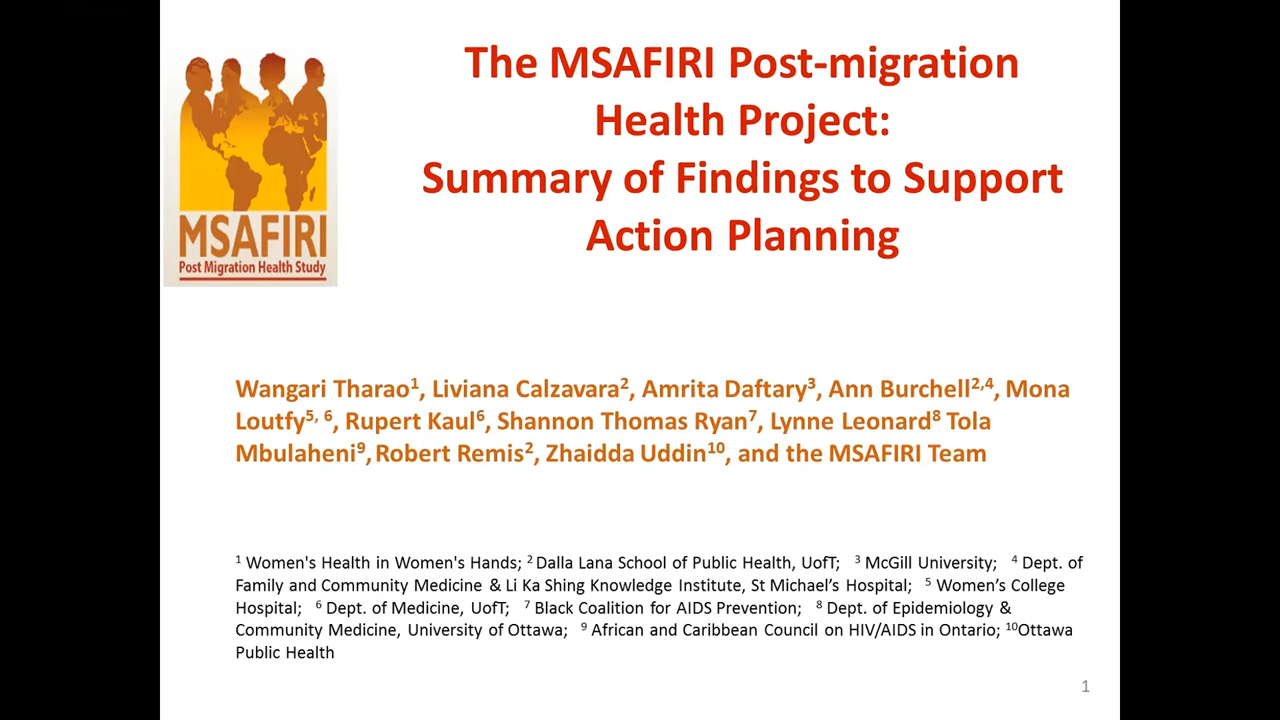 The MSAFIRI Post-migration
Health Project:
Summary of Findings to Support
Action Planning
MSAFIRI
Post Migration Health Study
Wangari Tharao1, Liviana Calzavara2, Amrita Daftary3, Ann Burchell2,4, Mona
Loutfy5, 6, Rupert Kaul6, Shannon Thomas Ryan7, Lynne Leonard8 Tola
Mbulaheni9, Robert Remis2, Zhaidda Uddin10, and the MSAFIRI Team
1 Women's Health in Women's Hands; 2 Dalla Lana School of Public Health, UofT; 3 McGill University; 4 Dept. of
Family and Community Medicine & Li Ka Shing Knowledge Institute, St Michael’s Hospital; 5 Women’s College
Hospital; 6 Dept. of Medicine, UofT; 7 Black Coalition for AIDS Prevention; 8 Dept. of Epidemiology &
Community Medicine, University of Ottawa; 9 African and Caribbean Council on HIV/AIDS in Ontario; 10Ottawa
Public Health
1